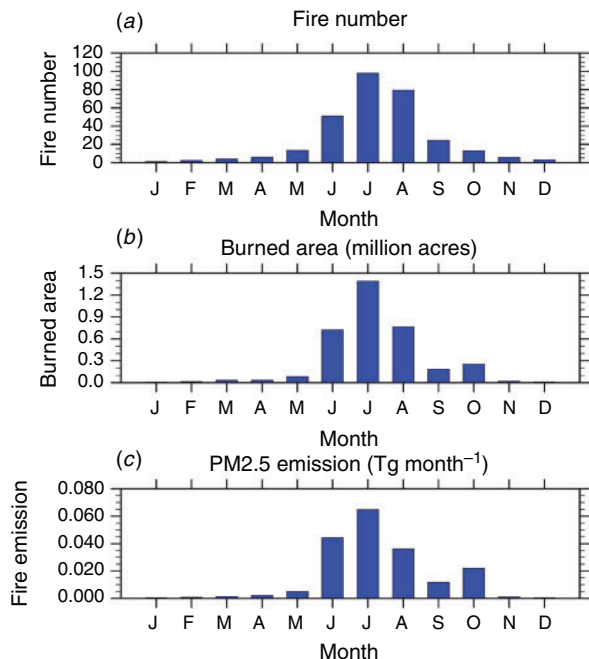 (a) Fire number
120
100
80
60
40
20
0
Fire number
J F M A M J J A S O N D
Month
(b) Burned area (million acres)
1.5
1.2
0.9
0.6
0.3
0.0
Burned area
J F M A M J J A S O N D
Month
(c) PM2.5 emission (Tg month⁻¹)
0.080
0.060
0.040
0.020
0.000
Fire emission
J F M A M J J A S O N D
Month